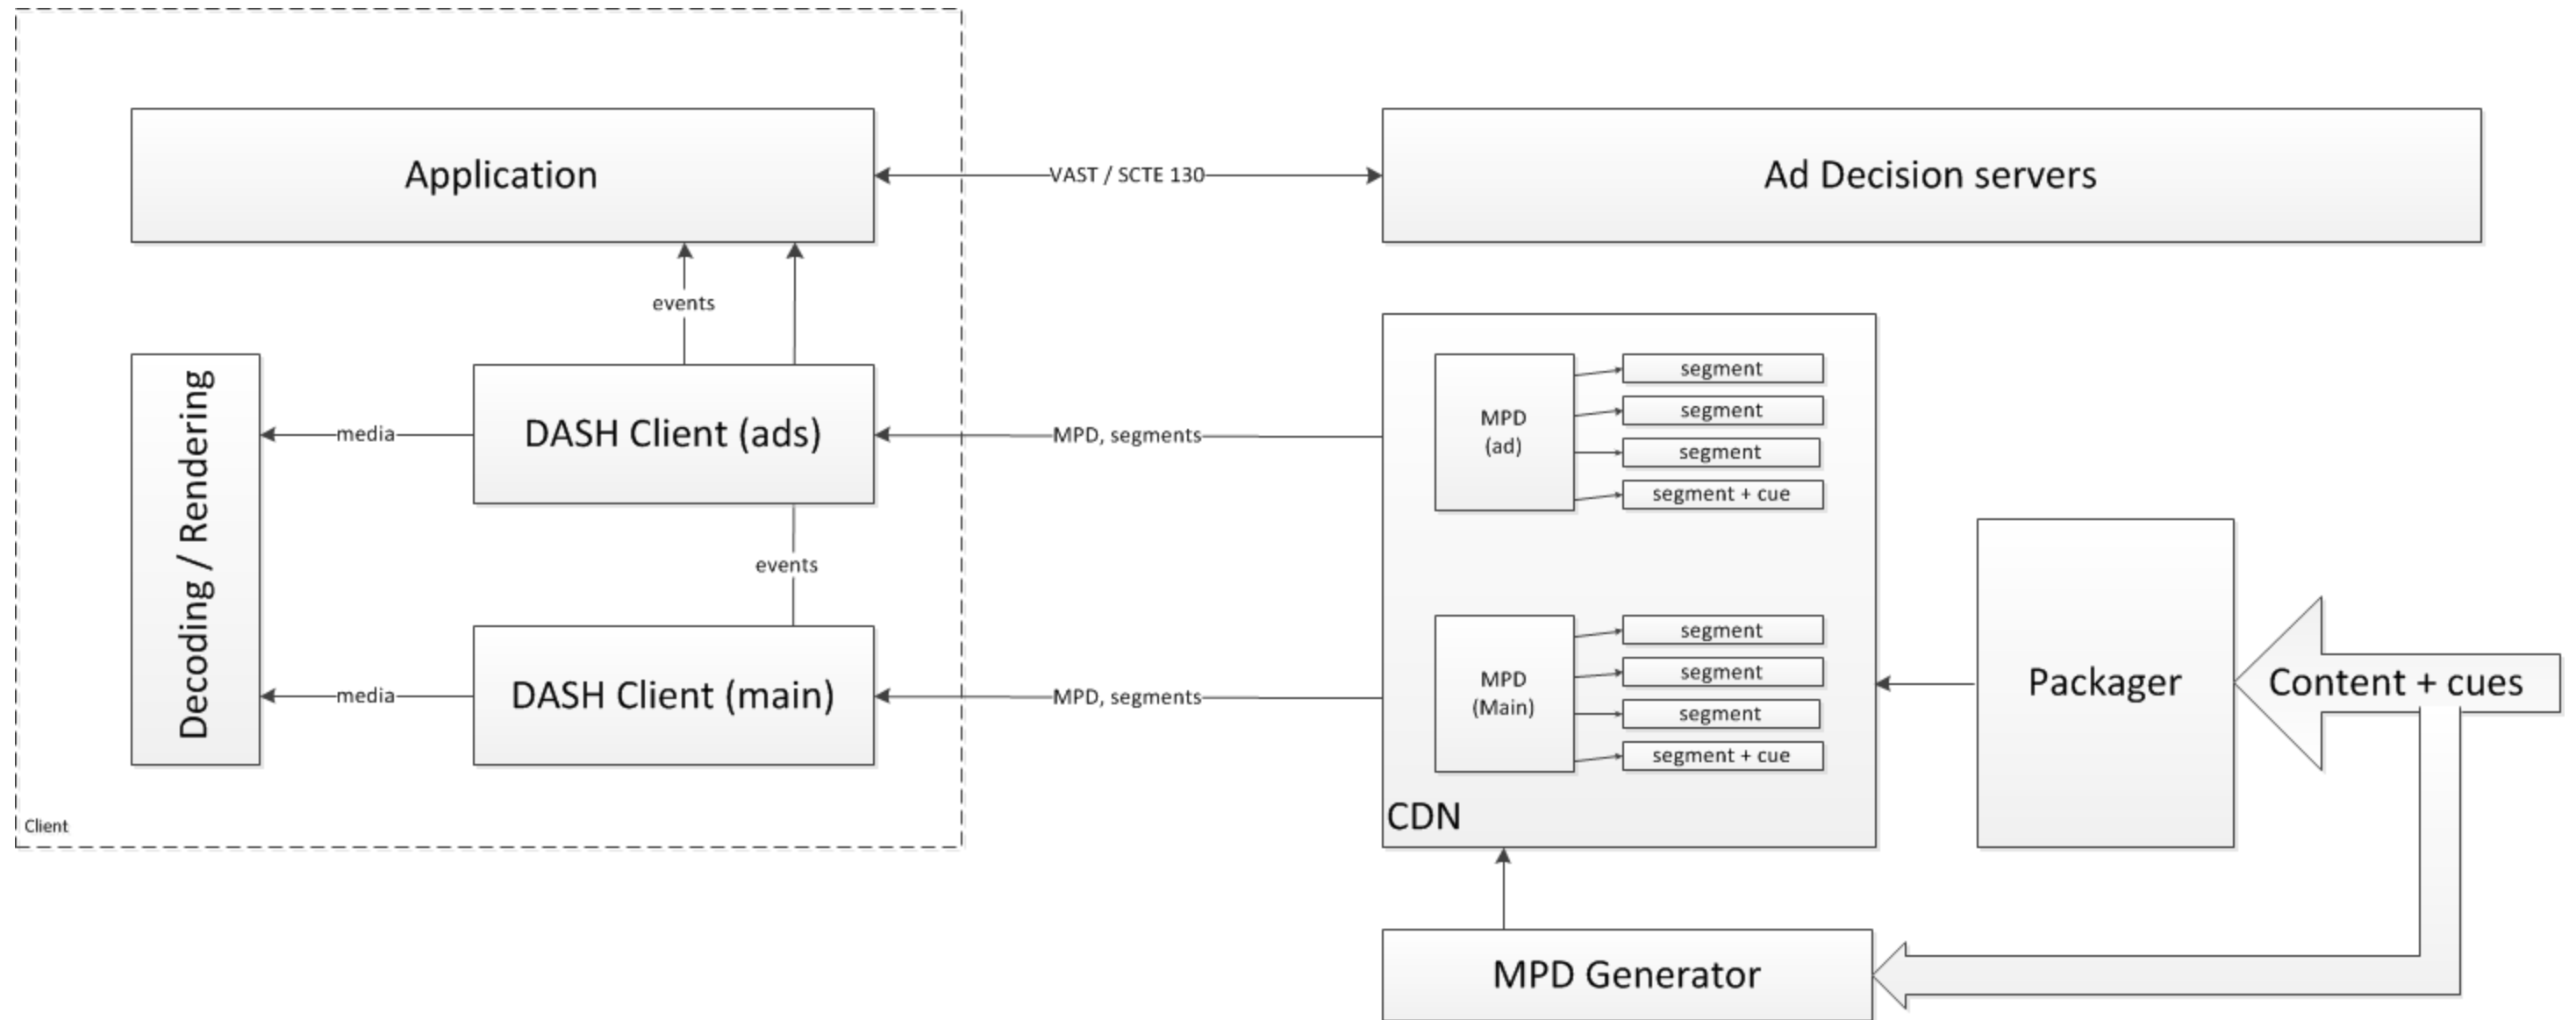 Application
VAST / SCTE 130
Ad Decision servers
events
Decoding / Rendering
media
DASH Client (ads)
MPD, segments
MPD
(ad)
segment
segment
segment
segment + cue
events
media
DASH Client (main)
MPD, segments
MPD
(Main)
segment
segment
segment
segment + cue
CDN
Packager
Content + cues
Client
MPD Generator